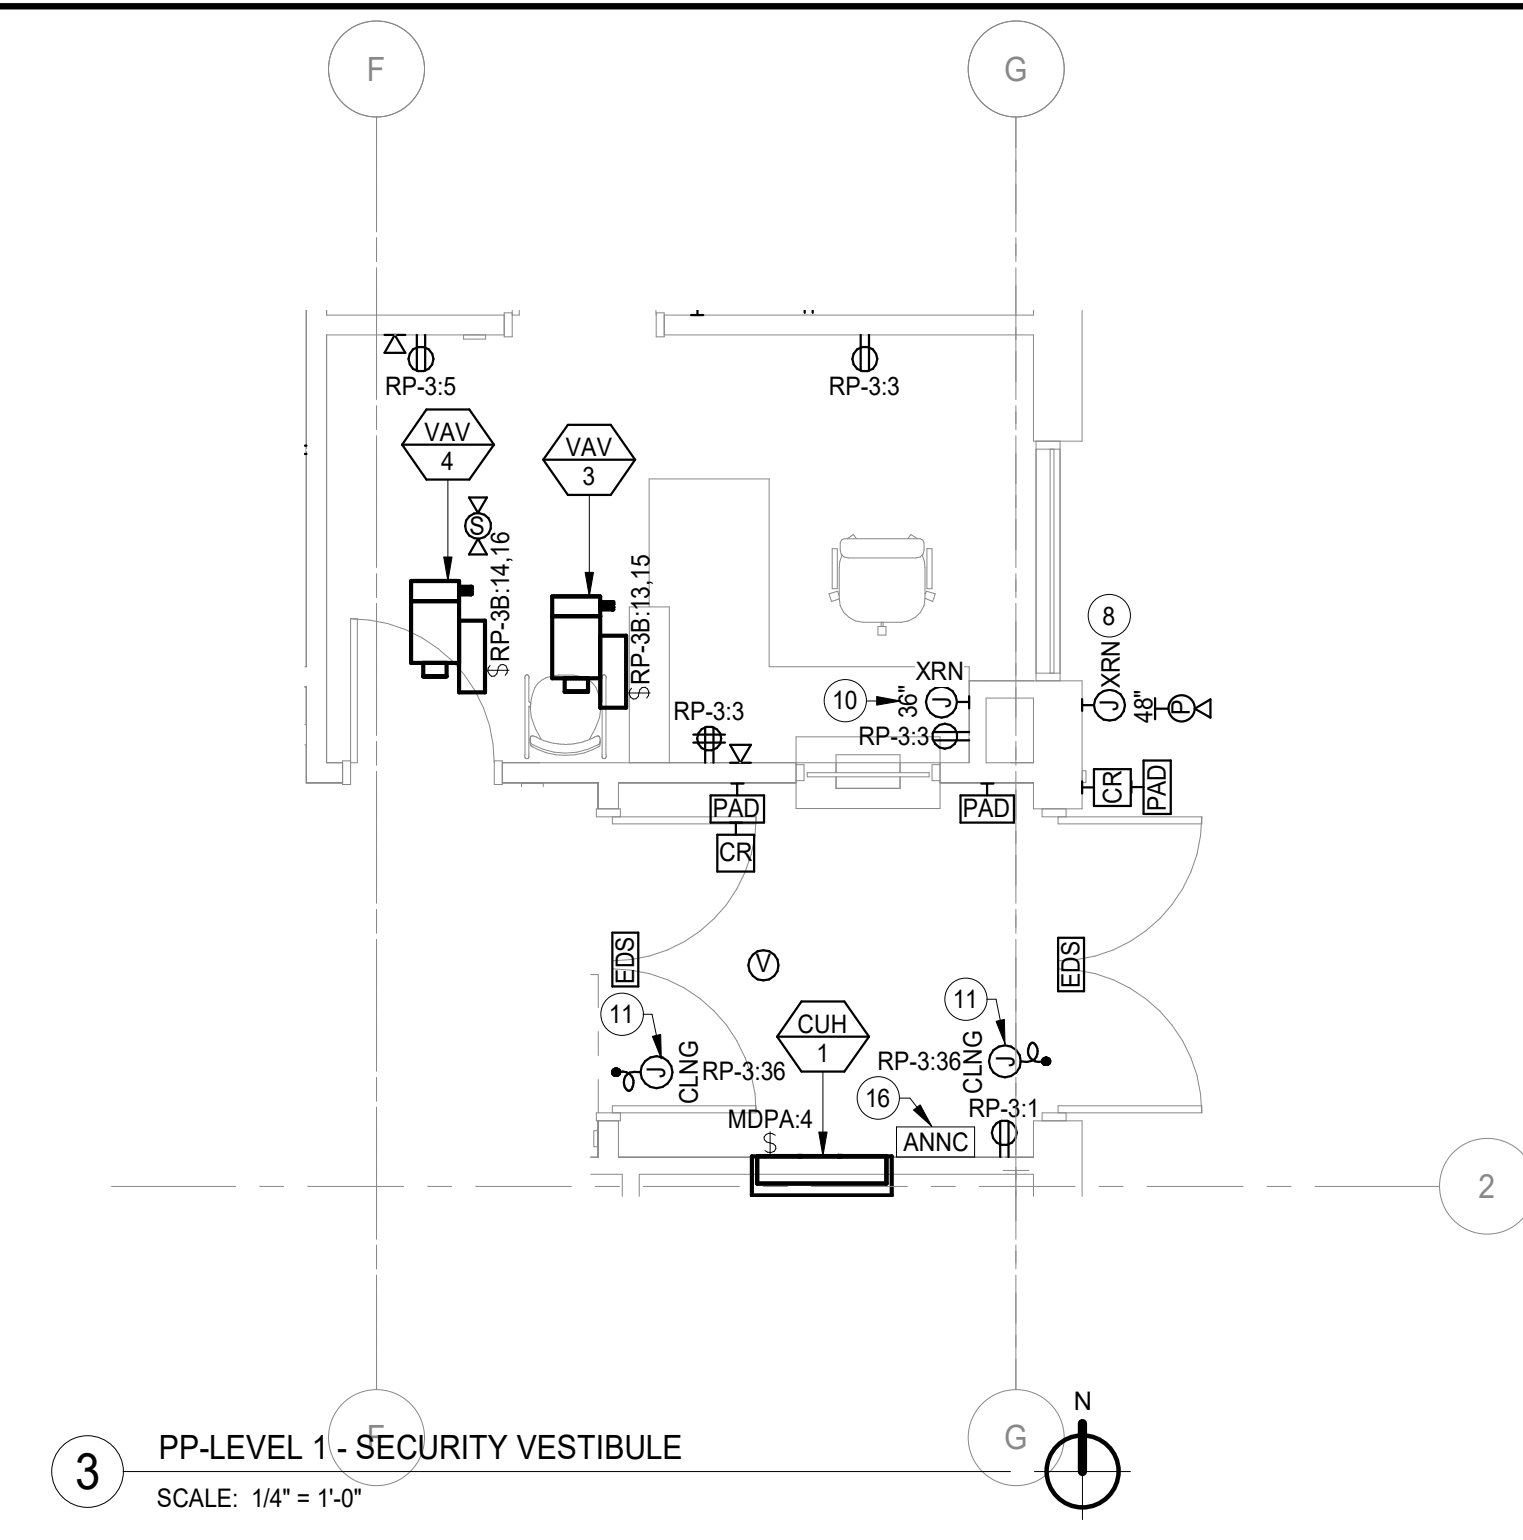 F
G
RP-3:5
RP-3:3
VAV
4
VAV
3
S
$
RP-3B:14,16
$
RP-3B:13,15
8
XRN
J
XRN
J
10
36"
48"
P
RP-3:3
RP-3:3
PAD
PAD
CR
PAD
CR
EDS
V
EDS
11
11
CUH
1
J
CLNG
RP-3:36
RP-3:36
CLNG
J
16
RP-3:1
MDPA:4
$
ANNC
2
N
F
G
3
PP-LEVEL 1 - SECURITY VESTIBULE
SCALE: 1/4" = 1'-0"